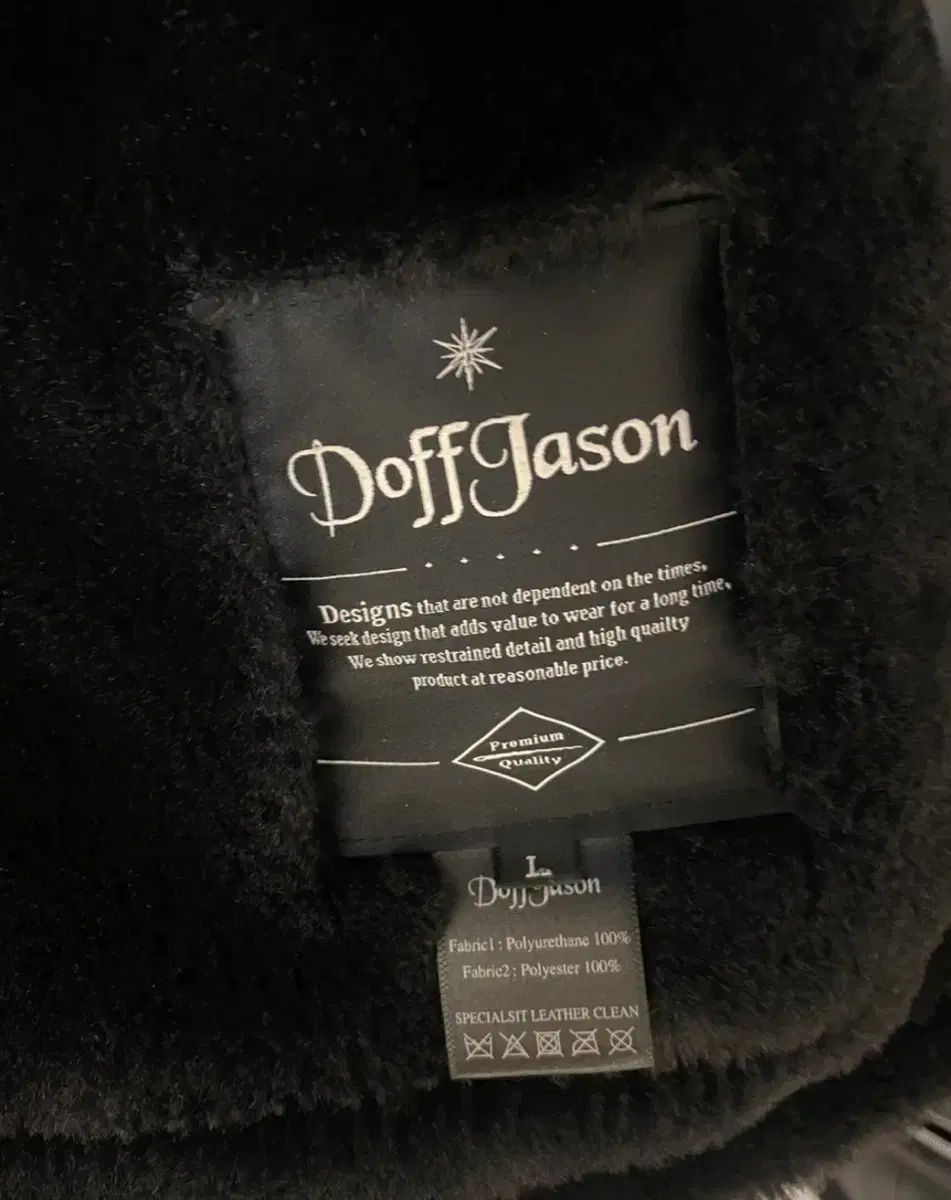 DoffJason
Designs that are not dependent on the times.
We seek design that adds value to wear for a long time.
We show restrained detail and high quailty
product at reasonable price.
Premium
Quality
L
DoffJason
Fabric1 : Polyurethane 100%
Fabric2 : Polyester 100%
SPECIALSIT LEATHER CLEAN